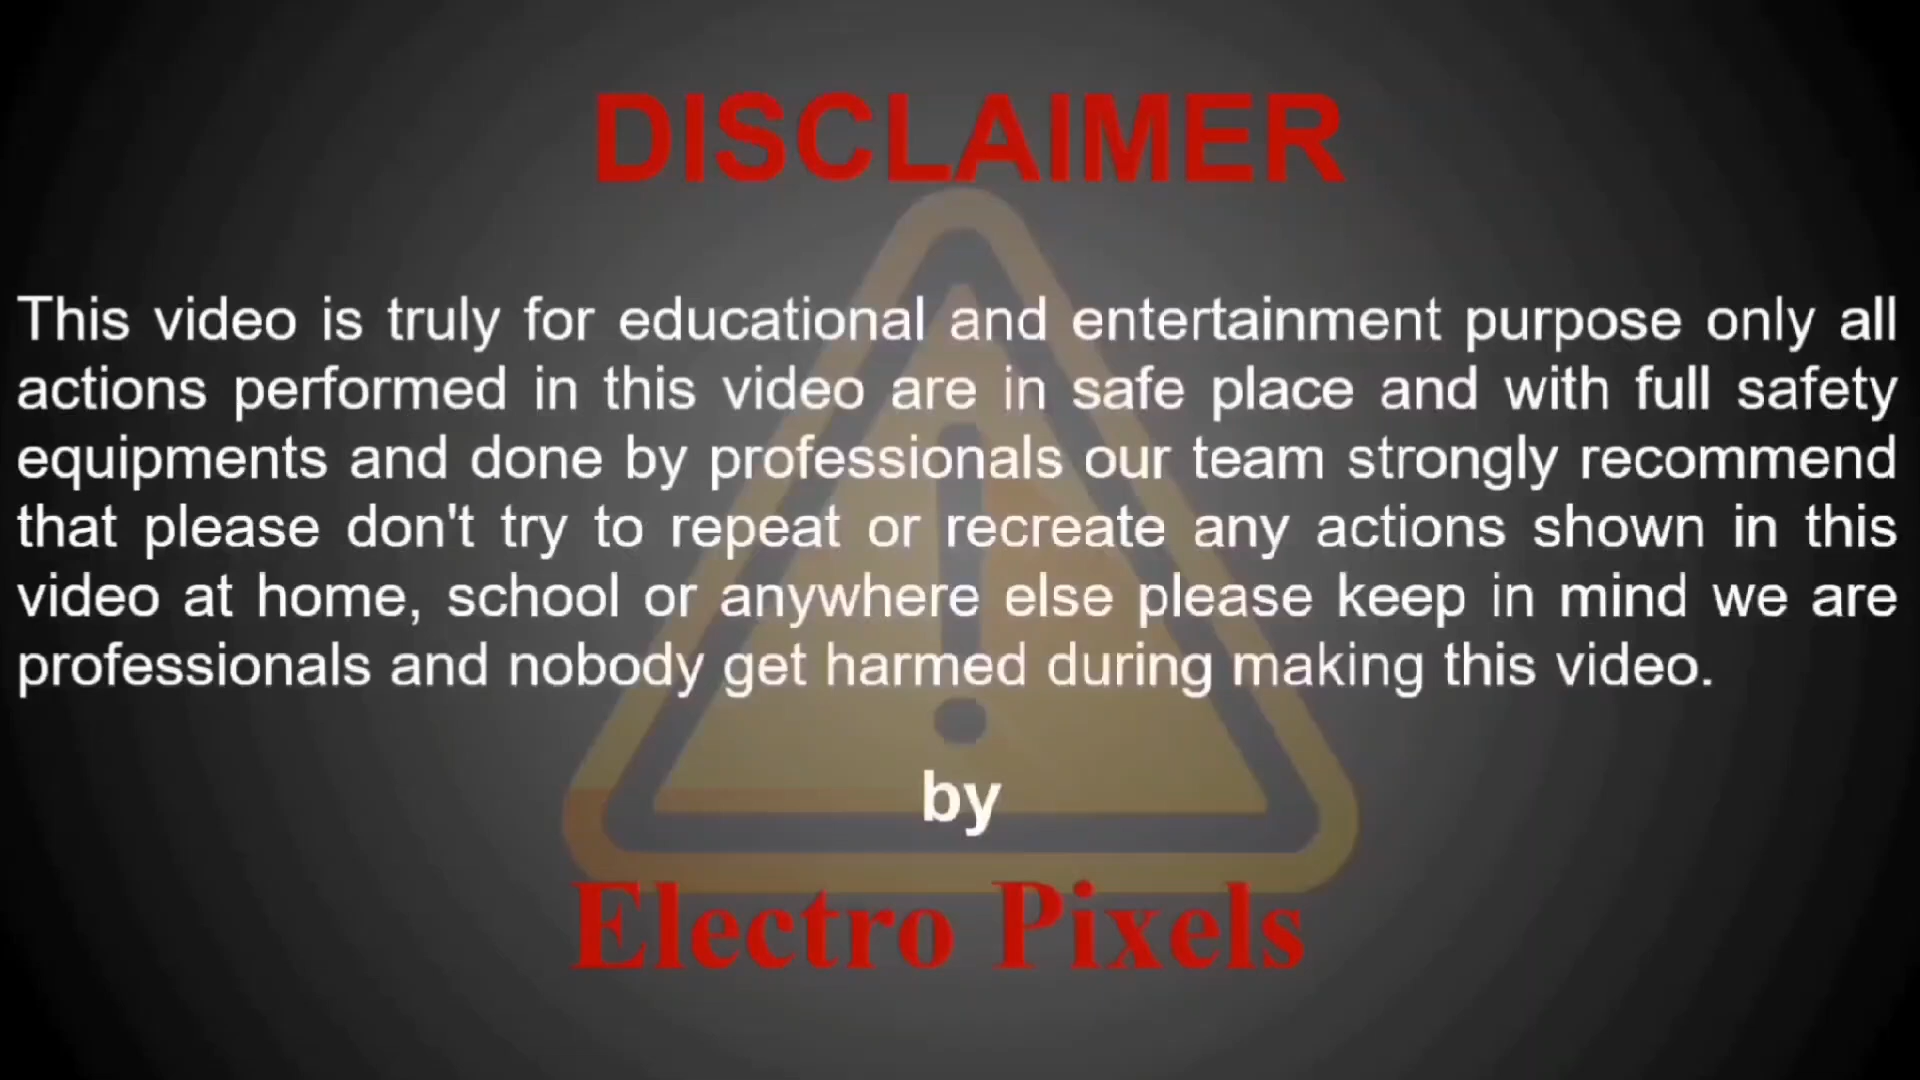 DISCLAIMER
This video is truly for educational and entertainment purpose only all
actions performed in this video are in safe place and with full safety
equipments and done by professionals our team strongly recommend
that please don't try to repeat or recreate any actions shown in this
video at home, school or anywhere else please keep in mind we are
professionals and nobody get harmed during making this video.
by
Electro Pixels